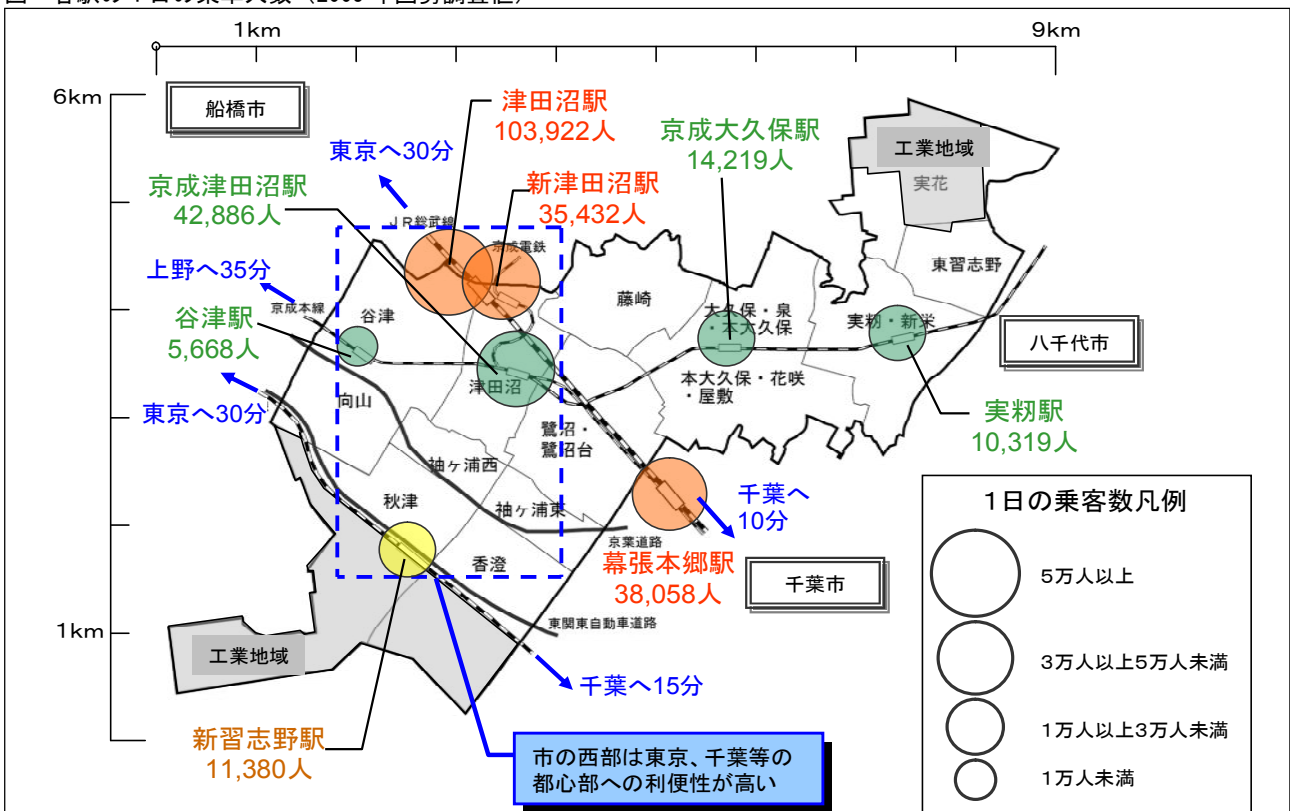 1km
9km
6km
船橋市
津田沼駅
103,922人
京成大久保駅
14,219人
工業地域
実花
東京へ30分
京成津田沼駅
42,886人
新津田沼駅
35,432人
JR総武線
京成電鉄
上野へ35分
京成本線
谷津駅
5,668人
谷津
藤崎
大久保・泉
・本大久保
東習志野
実籾・新栄
八千代市
東京へ30分
向山
津田沼
本大久保・花咲
・屋敷
実籾駅
10,319人
鷺沼・
鷺沼台
袖ヶ浦西
秋津
袖ヶ浦東
千葉へ
10分
京葉道路
香澄
幕張本郷駅
38,058人
千葉市
1km
東関東自動車道路
工業地域
千葉へ15分
新習志野駅
11,380人
市の西部は東京、千葉等の
都心部への利便性が高い
1日の乗客数凡例
5万人以上
3万人以上5万人未満
1万人以上3万人未満
1万人未満